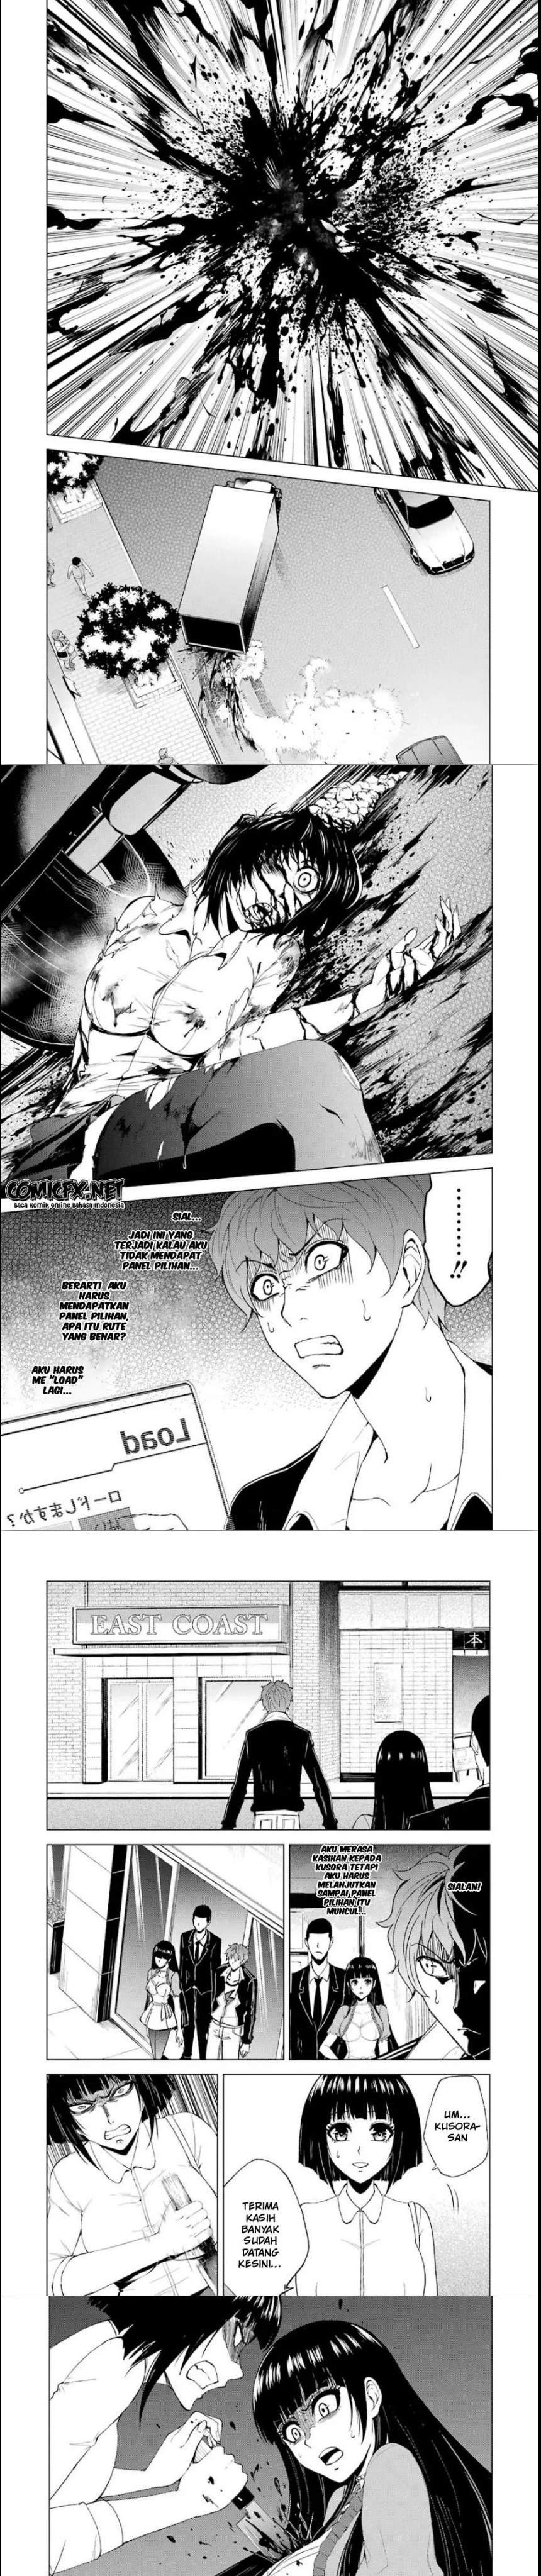 COMICFX.NET
baca komik online bahasa indonesia
......!!
SIAL...
JADI INI YANG
TERJADI KALAU AKU
TIDAK MENDAPAT
PANEL PILIHAN...
BERARTI AKU
HARUS
MENDAPATKAN
PANEL PILIHAN,
APA ITU RUTE
YANG BENAR?
AKU HARUS
ME "LOAD"
LAGI...
Load
ロードしますか？
はい
EAST COAST
本
SIALAN!
AKU MERASA
KASIHAN KEPADA
KUSORA TETAPI
AKU HARUS
MELANJUTKAN
SAMPAI PANEL
PILIHAN ITU
MUNCUL...
UM...
KUSORA-
SAN
TERIMA
KASIH
BANYAK
SUDAH
DATANG
KESINI...